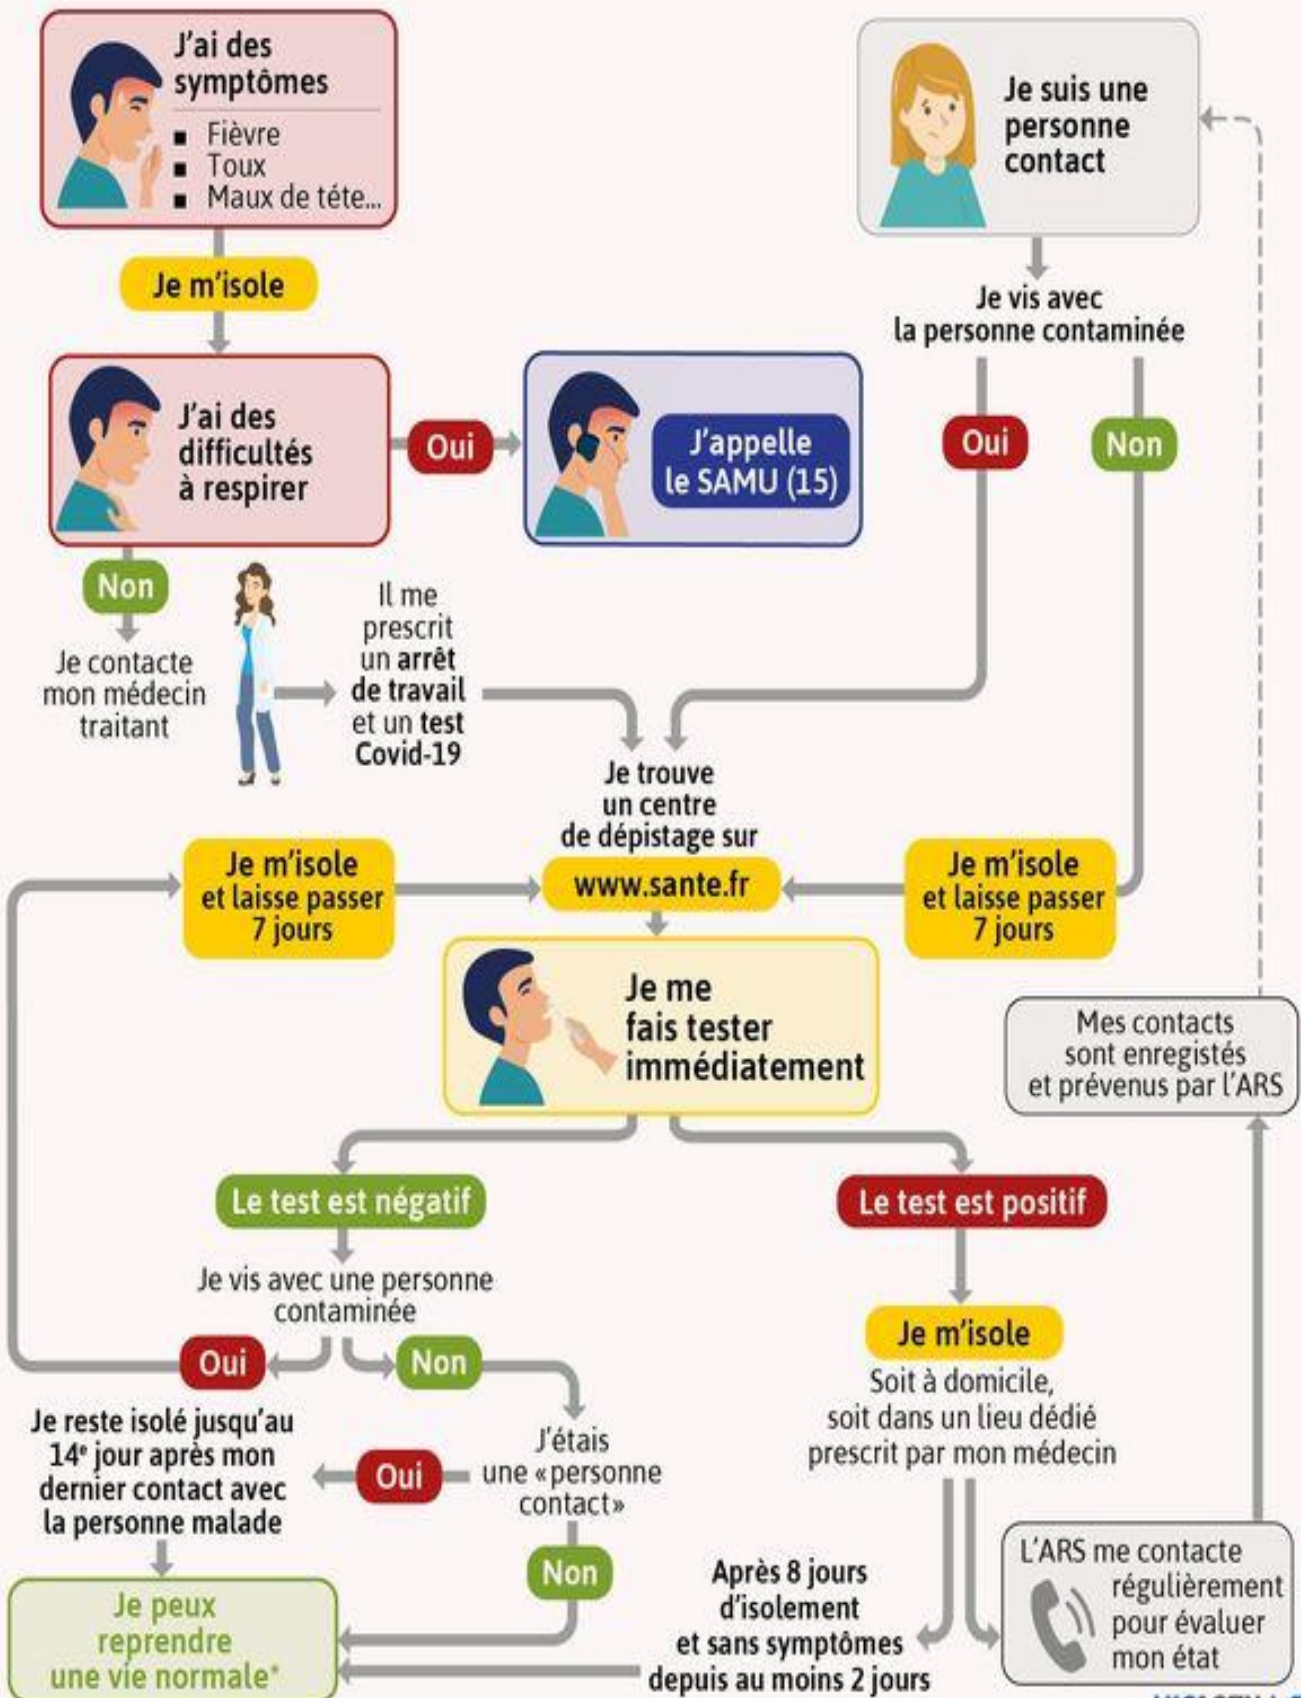 J'ai des
symptômes
▪ Fièvre
▪ Toux
▪ Maux de téte...
Je suis une
personne
contact
Je m'isole
Je vis avec
la personne contaminée
J'ai des
difficultés
à respirer
Oui
J'appelle
le SAMU (15)
Oui
Non
Non
Je contacte
mon médecin
traitant
Il me
prescrit
un arrêt
de travail
et un test
Covid-19
Je trouve
un centre
de dépistage sur
www.sante.fr
Je m'isole
et laisse passer
7 jours
Je m'isole
et laisse passer
7 jours
Je me
fais tester
immédiatement
Mes contacts
sont enregistés
et prévenus par l'ARS
Le test est négatif
Le test est positif
Je vis avec une personne
contaminée
Oui
Non
Je m'isole
Soit à domicile,
soit dans un lieu dédié
prescrit par mon médecin
Je reste isolé jusqu'au
14e jour après mon
dernier contact avec
la personne malade
Oui
J'étais
une «personne
contact»
Non
Je peux
reprendre
une vie normale*
Après 8 jours
d'isolement
et sans symptômes
depuis au moins 2 jours
L'ARS me contacte
régulièrement
pour évaluer
mon état